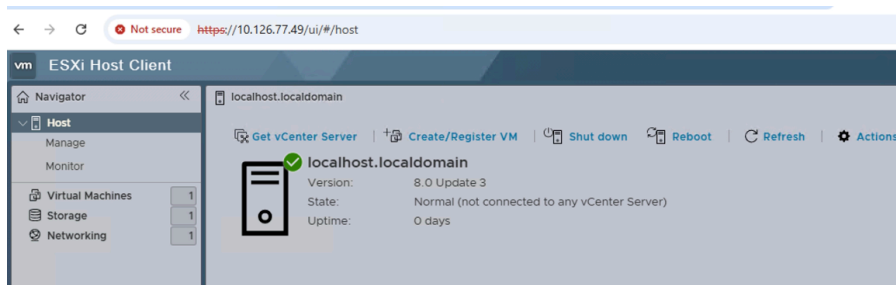 Not secure https://10.126.77.49/ui/#/host
vm ESXi Host Client
Navigator
localhost.localdomain
Host
Manage
Monitor
Virtual Machines 1
Storage 1
Networking 1
Get vCenter Server | Create/Register VM | Shut down Reboot | Refresh | Actions
localhost.localdomain
Version: 8.0 Update 3
State: Normal (not connected to any vCenter Server)
Uptime: 0 days